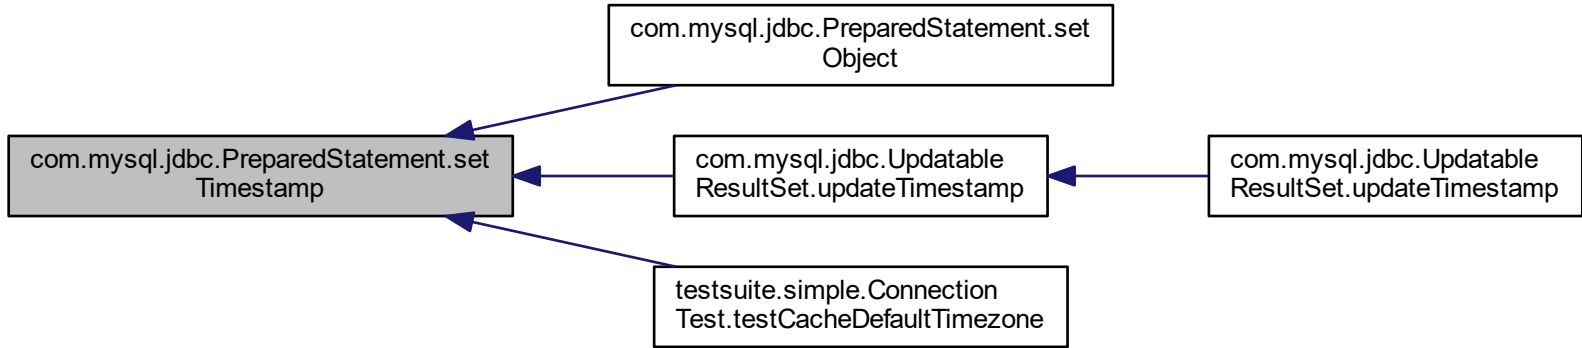 com.mysql.jdbc.PreparedStatement.set
Object
com.mysql.jdbc.PreparedStatement.set
Timestamp
com.mysql.jdbc.Updatable
ResultSet.updateTimestamp
com.mysql.jdbc.Updatable
ResultSet.updateTimestamp
testsuite.simple.Connection
Test.testCacheDefaultTimezone